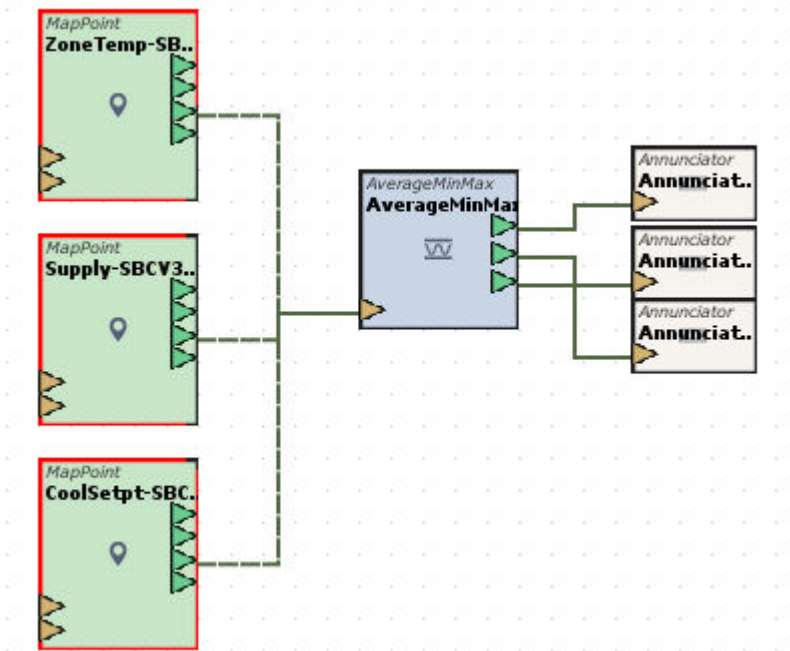 MapPoint
ZoneTemp-SB..
MapPoint
Supply-SBCV3..
MapPoint
CoolSetpt-SBC.
AverageMinMax
AverageMinMax
Annunciator
Annunciat..
Annunciator
Annunciat..
Annunciator
Annunciat..